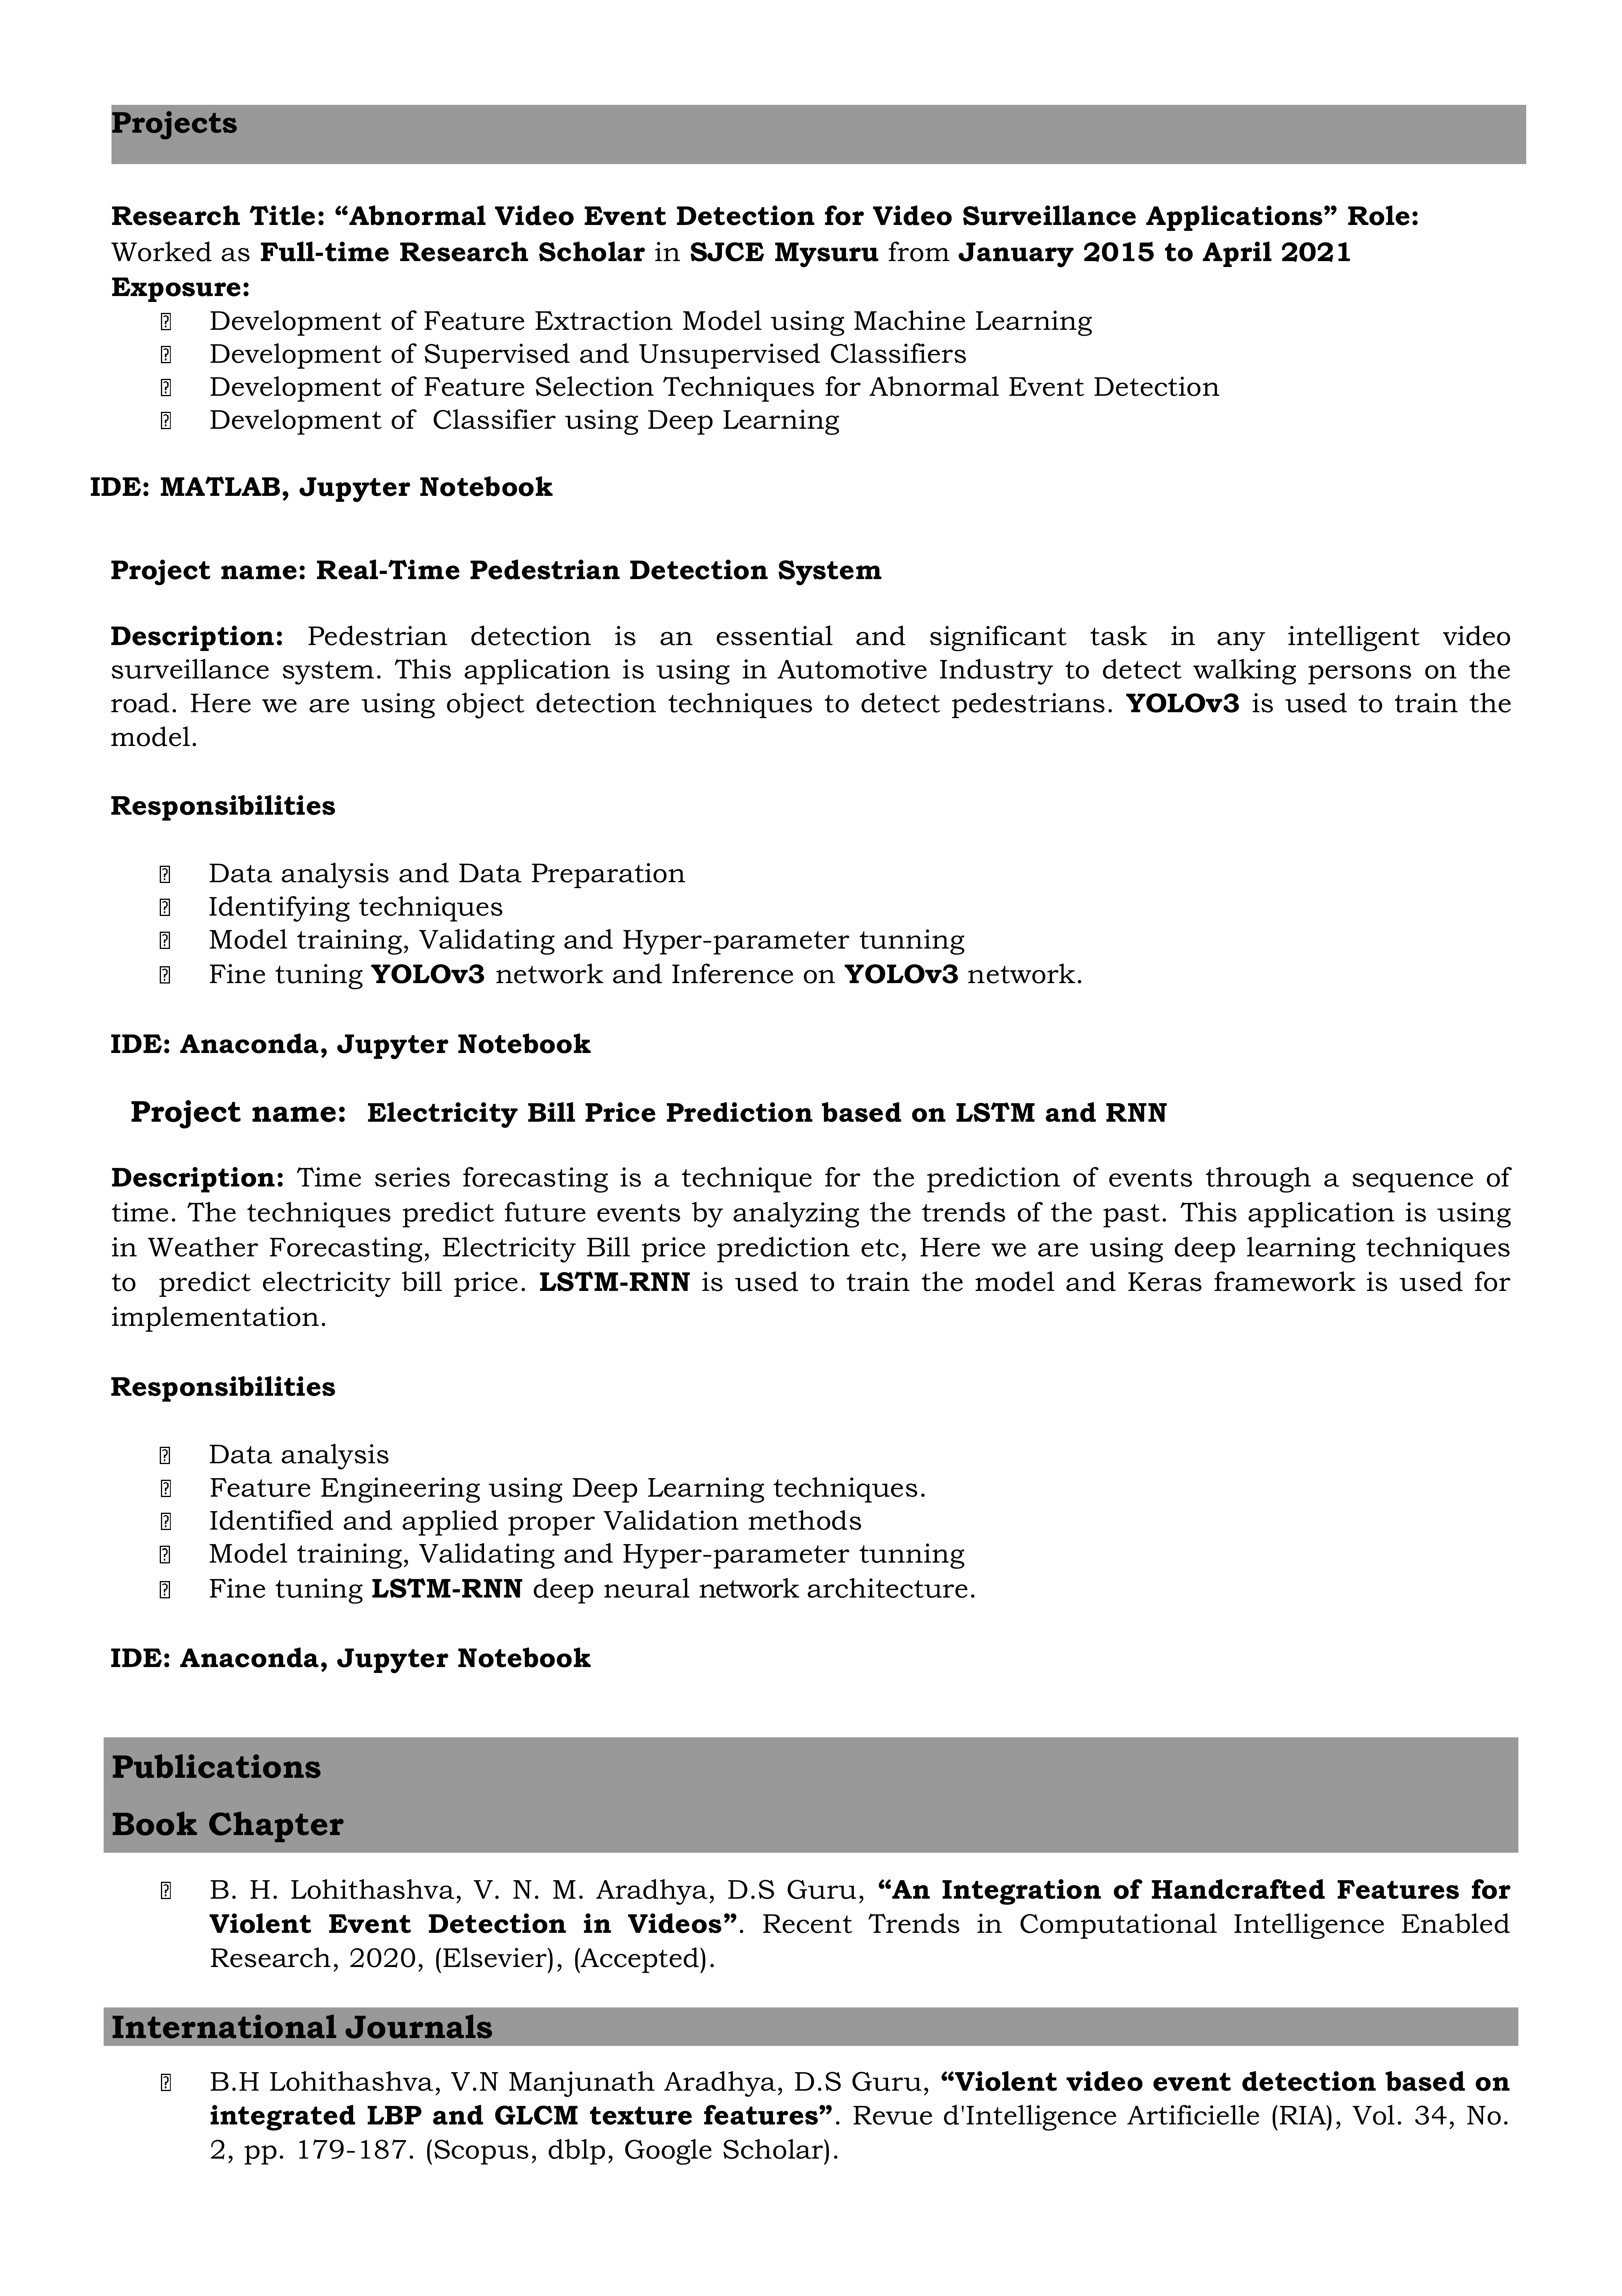 Projects
Research Title: “Abnormal Video Event Detection for Video Surveillance Applications” Role:
Worked as Full-time Research Scholar in SJCE Mysuru from January 2015 to April 2021
Exposure:
Development of Feature Extraction Model using Machine Learning
Development of Supervised and Unsupervised Classifiers
Development of Feature Selection Techniques for Abnormal Event Detection
Development of  Classifier using Deep Learning
IDE: MATLAB, Jupyter Notebook
Project name: Real-Time Pedestrian Detection System
Description: Pedestrian detection is an essential and significant task in any intelligent video
surveillance system. This application is using in Automotive Industry to detect walking persons on the
road. Here we are using object detection techniques to detect pedestrians. YOLOv3 is used to train the
model.
Responsibilities
Data analysis and Data Preparation
Identifying techniques
Model training, Validating and Hyper-parameter tunning
Fine tuning YOLOv3 network and Inference on YOLOv3 network.
IDE: Anaconda, Jupyter Notebook
Project name:  Electricity Bill Price Prediction based on LSTM and RNN
Description: Time series forecasting is a technique for the prediction of events through a sequence of
time. The techniques predict future events by analyzing the trends of the past. This application is using
in Weather Forecasting, Electricity Bill price prediction etc, Here we are using deep learning techniques
to  predict electricity bill price. LSTM-RNN is used to train the model and Keras framework is used for
implementation.
Responsibilities
Data analysis
Feature Engineering using Deep Learning techniques.
Identified and applied proper Validation methods
Model training, Validating and Hyper-parameter tunning
Fine tuning LSTM-RNN deep neural network architecture.
IDE: Anaconda, Jupyter Notebook
Publications
Book Chapter
B. H. Lohithashva, V. N. M. Aradhya, D.S Guru, “An Integration of Handcrafted Features for
Violent Event Detection in Videos”. Recent Trends in Computational Intelligence Enabled
Research, 2020, (Elsevier), (Accepted).
International Journals
B.H Lohithashva, V.N Manjunath Aradhya, D.S Guru, “Violent video event detection based on
integrated LBP and GLCM texture features”. Revue d'Intelligence Artificielle (RIA), Vol. 34, No.
2, pp. 179-187. (Scopus, dblp, Google Scholar).